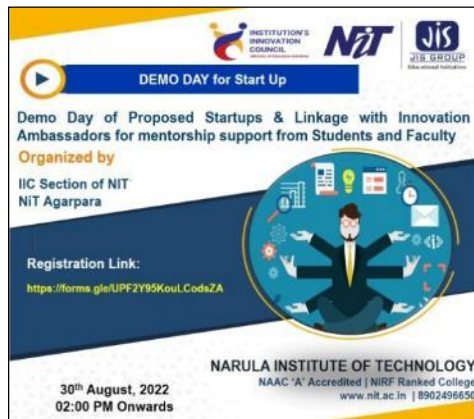 INSTITUTION'S
INNOVATION
COUNCIL
NiT
JiS
JIS GROUP
Educational Initiatives
DEMO DAY for Start Up
Demo Day of Proposed Startups & Linkage with Innovation
Ambassadors for mentorship support from Students and Faculty
Organized by
IIC Section of NIT
NiT Agarpara
Registration Link:
https://forms.gle/UPF2Y95KouLCodsZA
NARULA INSTITUTE OF TECHNOLOGY
NAAC 'A' Accredited | NIRF Ranked College
www.nit.ac.in | 8902496650
30th August, 2022
02:00 PM Onwards